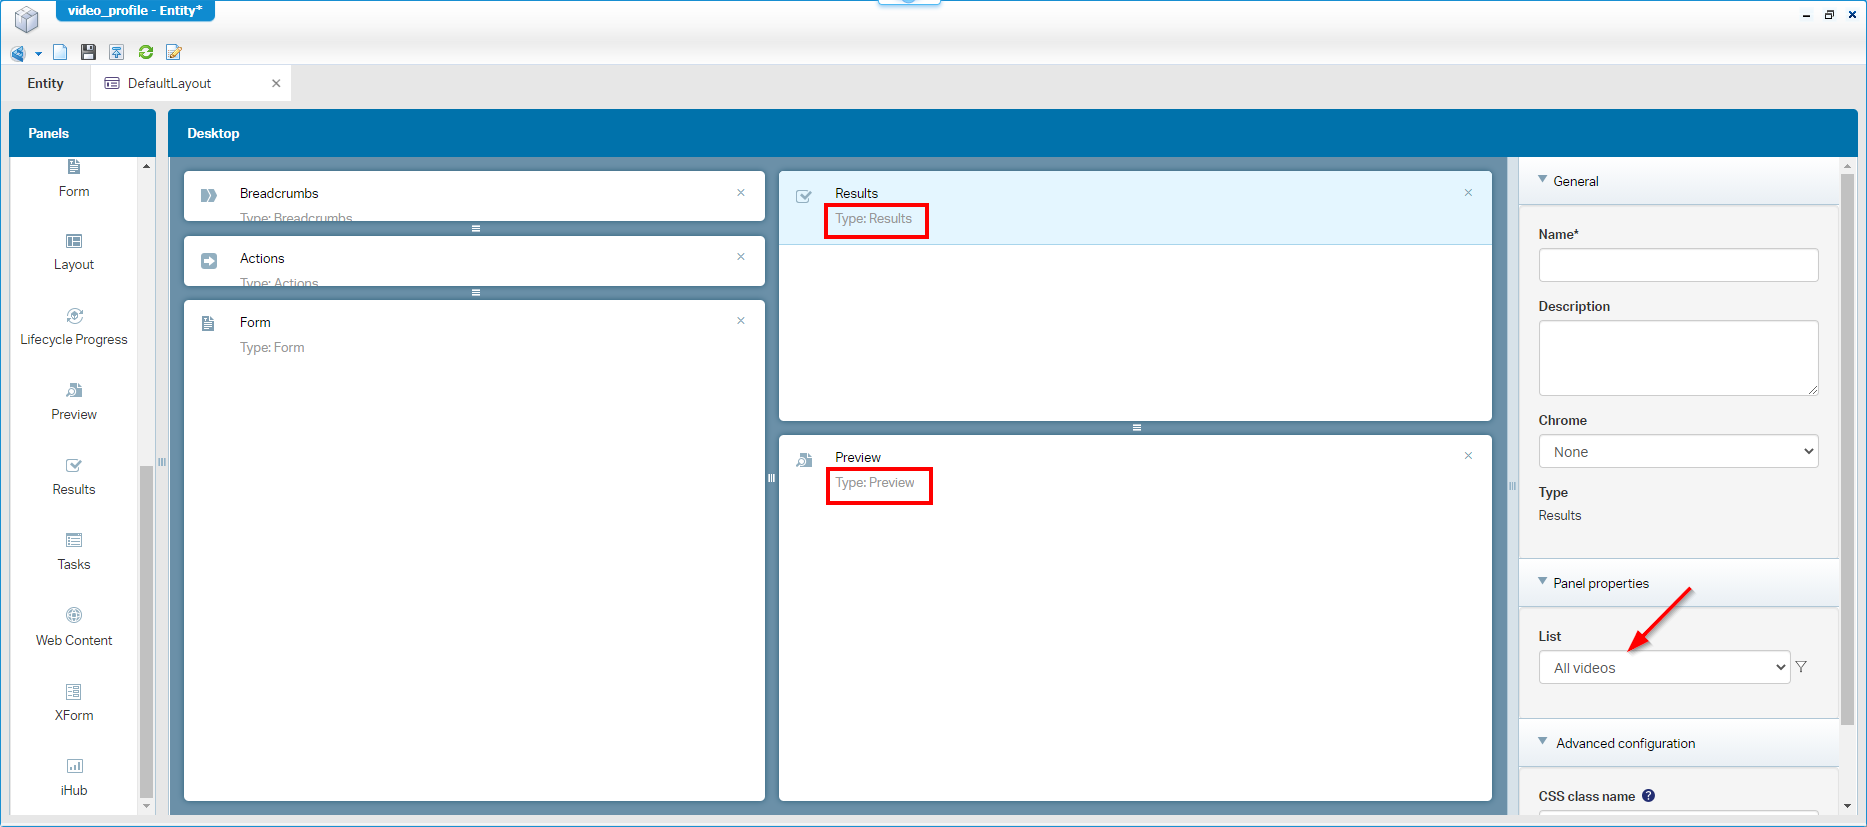 video_profile - Entity*
Entity
DefaultLayout
Panels
Desktop
Form
Layout
Lifecycle Progress
Preview
Results
Tasks
Web Content
XForm
iHub
Breadcrumbs
Type: Breadcrumbs
Actions
Type: Actions
Form
Type: Form
Results
Type: Results
Preview
Type: Preview
General
Name*
Description
Chrome
None
Type
Results
Panel properties
List
All videos
Advanced configuration
CSS class name ?